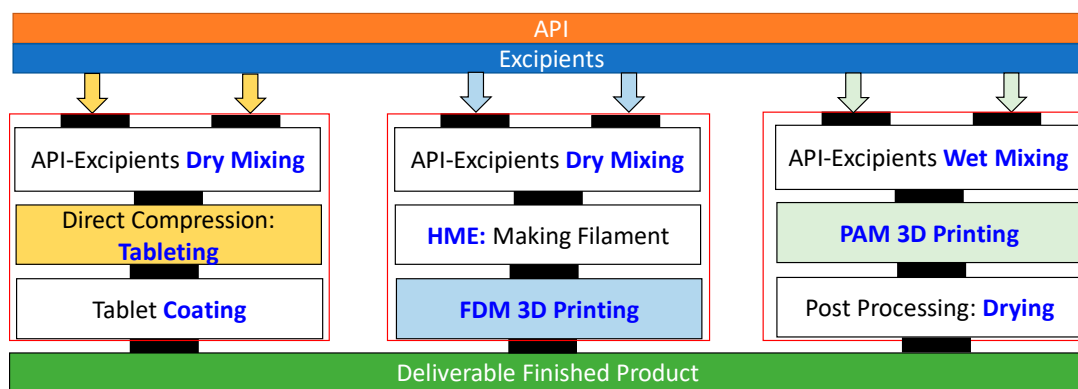 API
Excipients
API-Excipients Dry Mixing
Direct Compression:
Tableting
Tablet Coating
API-Excipients Dry Mixing
HME: Making Filament
FDM 3D Printing
API-Excipients Wet Mixing
PAM 3D Printing
Post Processing: Drying
Deliverable Finished Product